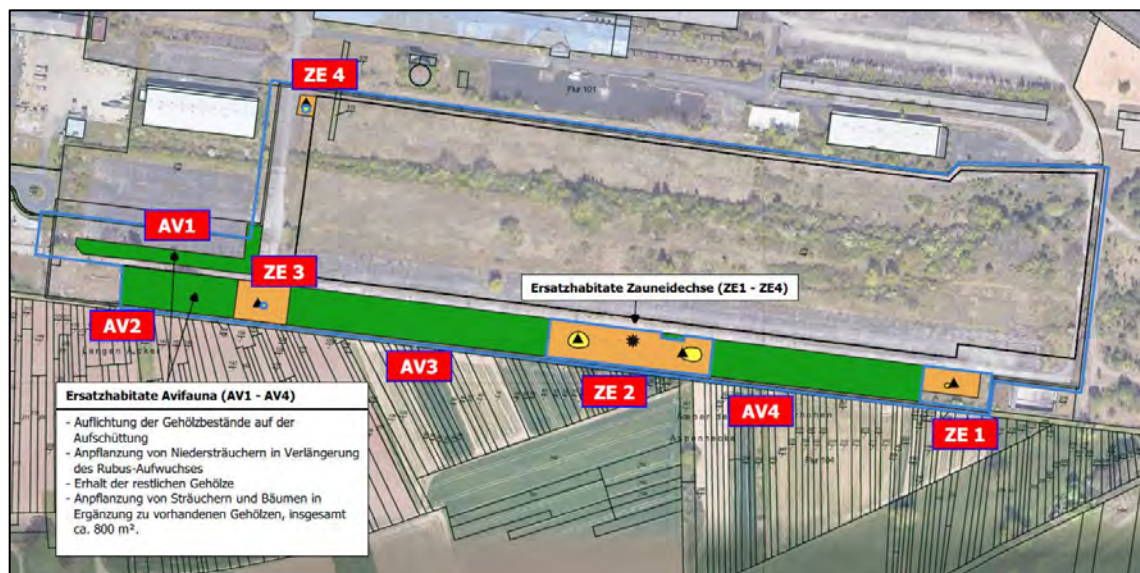 ZE 4
Flur 101
AV1
ZE 3
Ersatzhabitate Zauneidechse (ZE1 - ZE4)
AV2
AV3
ZE 2
AV4
ZE 1
Ersatzhabitate Avifauna (AV1 - AV4)
- Auflichtung der Gehölzbestände auf der
Aufschüttung
- Anpflanzung von Niedersträuchern in Verlängerung
des Rubus-Aufwuchses
- Erhalt der restlichen Gehölze
- Anpflanzung von Sträuchern und Bäumen in
Ergänzung zu vorhandenen Gehölzen, insgesamt
ca. 800 m².